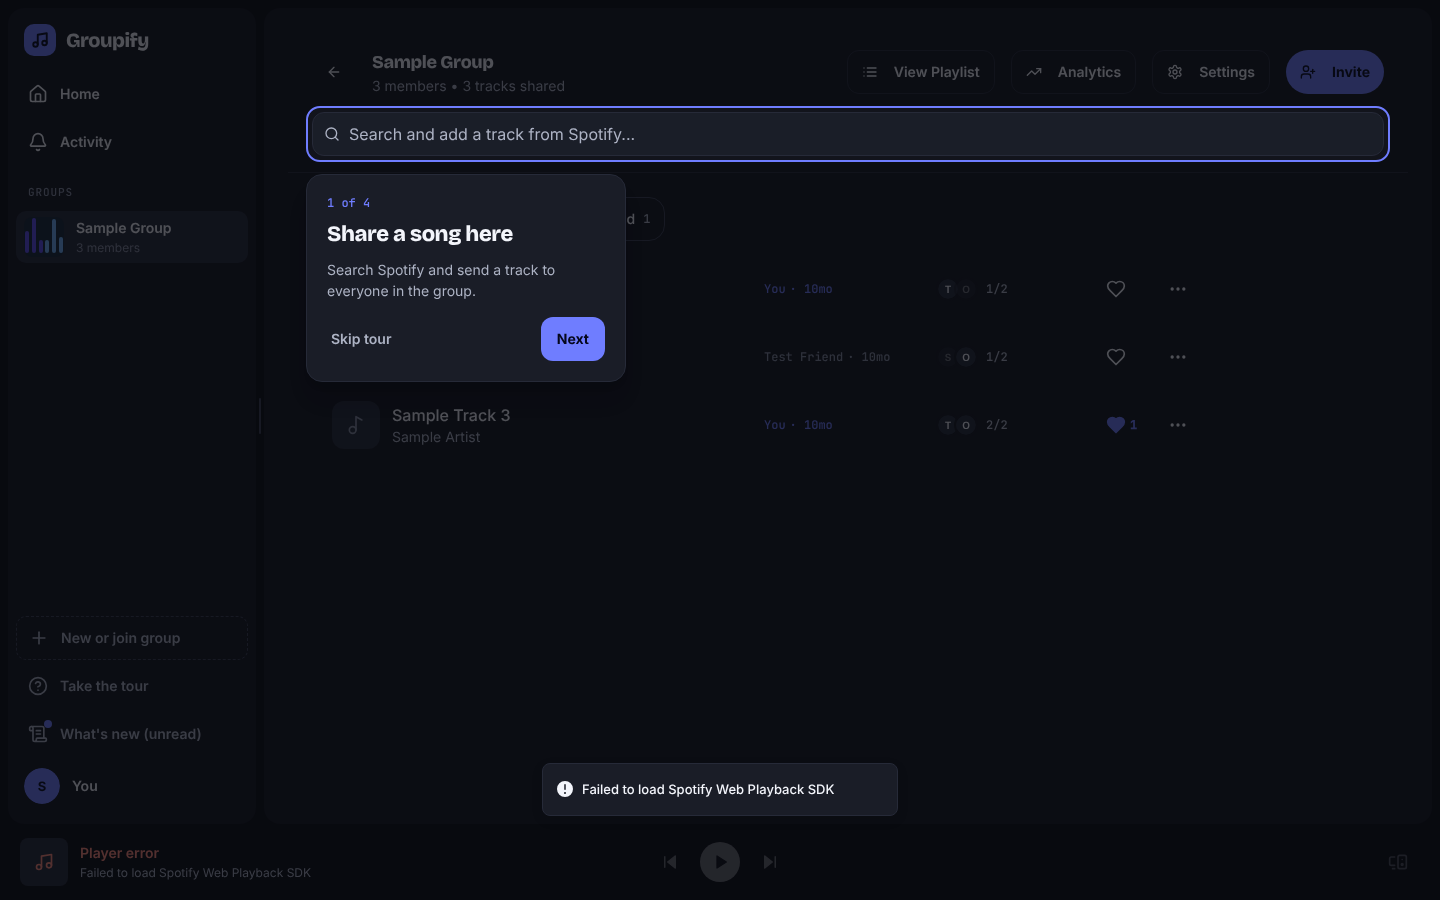 Groupify
Home
Activity
GROUPS
Sample Group
3 members
New or join group
Take the tour
What's new (unread)
S
You
Sample Group
3 members • 3 tracks shared
View Playlist
Analytics
Settings
Invite
Search and add a track from Spotify...
1 of 4
Share a song here
Search Spotify and send a track to
everyone in the group.
Skip tour
Next
d 1
You · 10mo
T O 1/2
Test Friend · 10mo
S O 1/2
Sample Track 3
Sample Artist
You · 10mo
T O 2/2
1
Failed to load Spotify Web Playback SDK
Player error
Failed to load Spotify Web Playback SDK